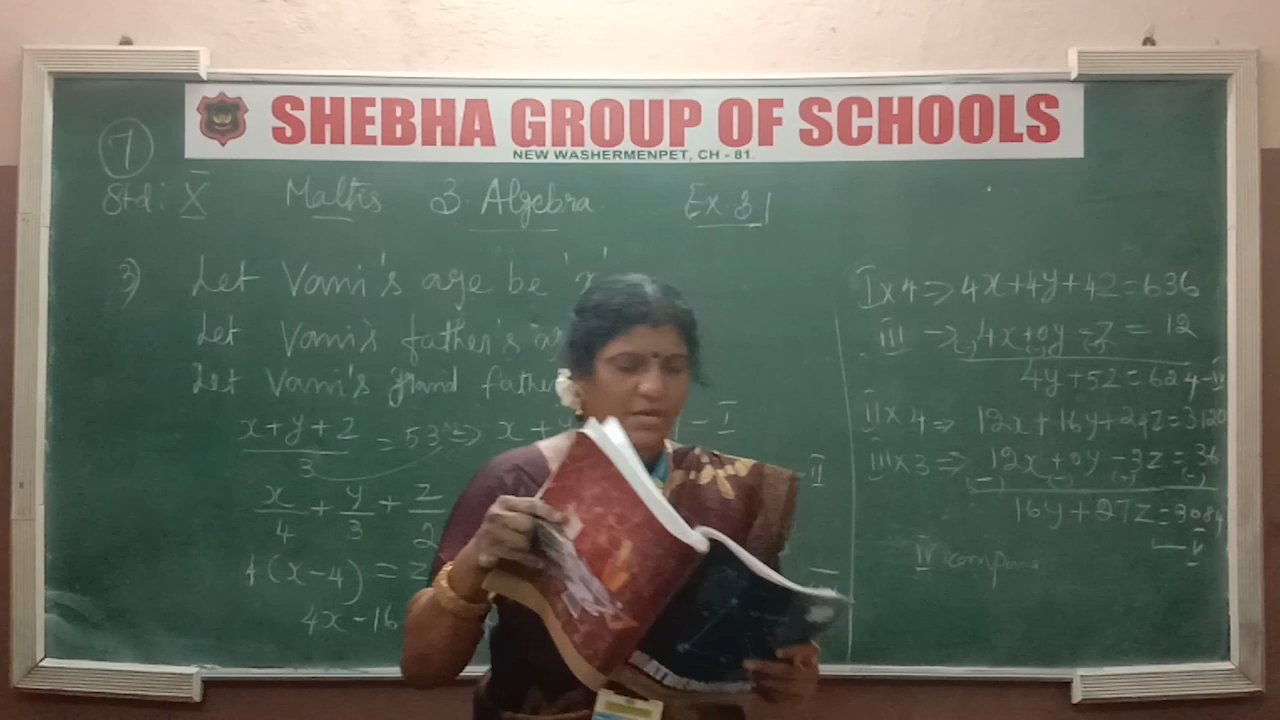 SHEBHA GROUP OF SCHOOLS
NEW WASHERMENPET, CH - 81.
7
Std: X Maths 3. Algebra Ex 3.1
3) Let Vani's age be 'x'
Let Vani's father's
Let Vani's grand father
x+y+z/3 = 53 => x+y - I
x/4 + y/3 + z/2 II
4(x-4) = z
4x-16
I×4 => 4x+4y+4z=636
III -> 4x+0y-z = 12
(-) (-) (+)
4y+5z=624-IV
II×4 => 12x+16y+24z=3120
III×3 => 12x+0y-3z=36
(-) (-) (+) (-)
16y+27z=3084
- V
IV compare